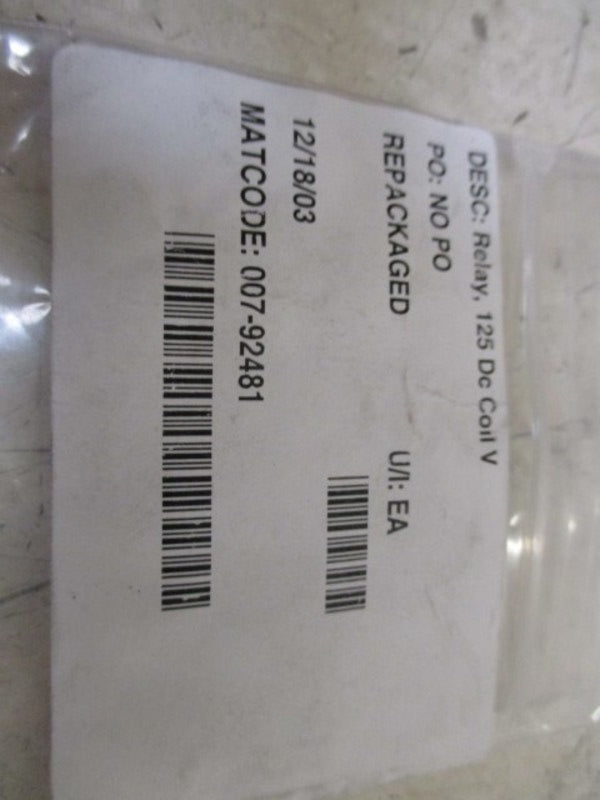 DESC: Relay, 125 Dc Coil V
PO: NO PO
REPACKAGED U/I: EA
12/18/03
MATCODE: 007-92481